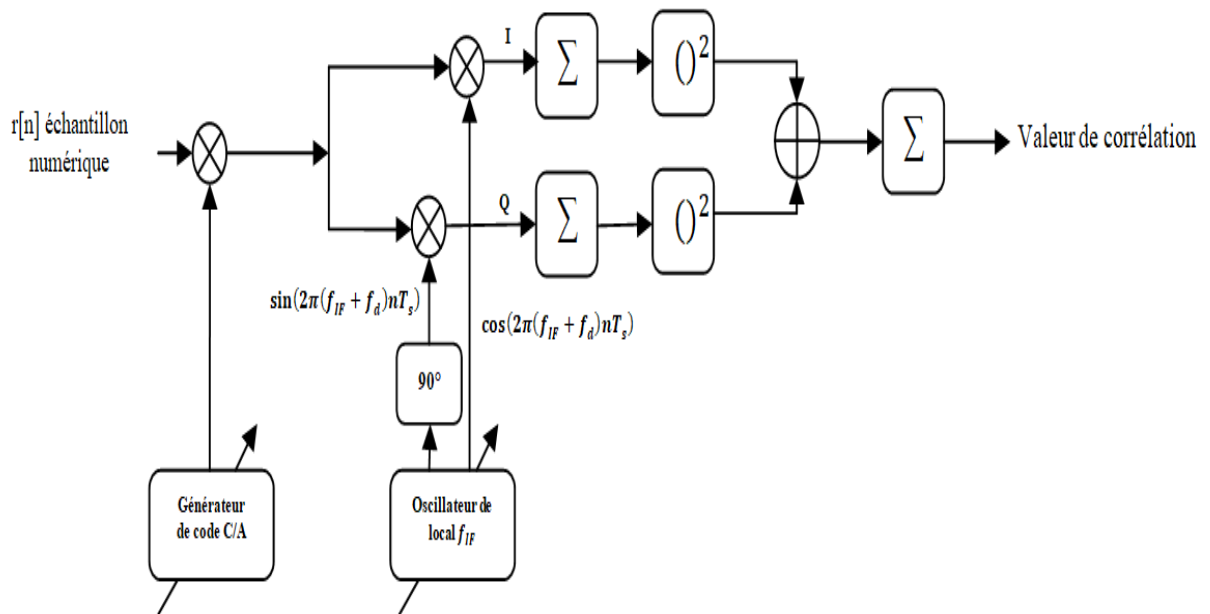 I
∑
()²
r[n] échantillon
numérique
∑
Valeur de corrélation
Q
∑
()²
sin(2π(f_IF + f_d)nT_s)
cos(2π(f_IF + f_d)nT_s)
90°
Générateur
de code C/A
Oscillateur de
local f_IF